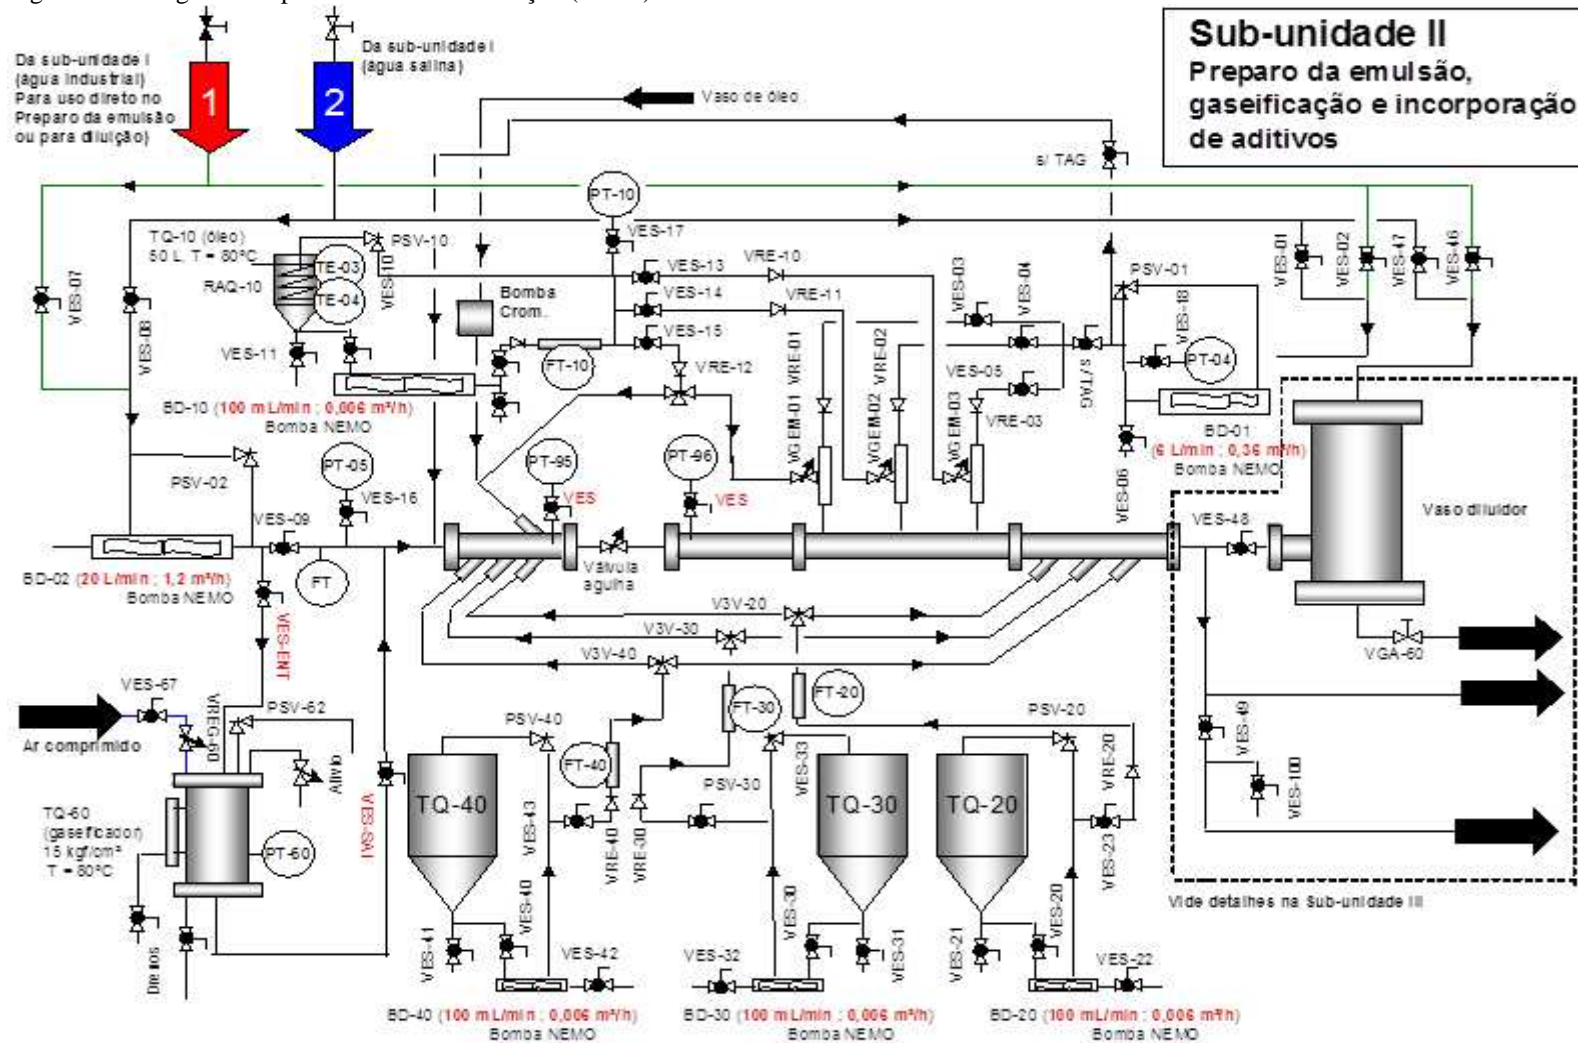 Sub-unidade II
Preparo da emulsão,
gaseificação e incorporação
de aditivos
Da sub-unidade I
(água industrial)
Para uso direto no
Preparo da emulsão
ou para diluição)
1
Da sub-unidade I
(água salina)
2
Vaso de óleo
s/ TAG
PT-10
VES-17
TQ-10 (óleo)
50 L, T = 80ºC
RAQ-10
TE-03
TE-04
PSV-10
VES-10
VES-07
VES-08
VES-11
Bomba
Crom.
VES-13
VES-14
VES-15
VRE-10
VRE-11
VRE-12
FT-10
BD-10 (100 mL/min ; 0,006 m³/h)
Bomba NEMO
VES-03
VES-04
VES-05
VRE-01
VRE-02
VRE-03
VGEM-01
VGEM-02
VGEM-03
s/TAG
PSV-01
VES-18
PT-04
VES-01
VES-02
VES-47
VES-46
VES-06
BD-01
(6 L/min ; 0,36 m³/h)
Bomba NEMO
PSV-02
PT-05
VES-16
VES-09
FT
BD-02 (20 L/min ; 1,2 m³/h)
Bomba NEMO
PT-95
VES
PT-96
VES
Válvula
agulha
VES-48
Vaso diluidor
VGA-60
V3V-20
V3V-30
V3V-40
VES-ENT
VES-67
Ar comprimido
VREG-60
PSV-62
Alívio
TQ-60
(gaseificador)
15 kgf/cm²
T = 80ºC
PT-60
VES-SAI
Drenos
PSV-40
TQ-40
FT-40
VES-43
VRE-40
VES-41
VES-40
VES-42
BD-40 (100 mL/min ; 0,006 m³/h)
Bomba NEMO
FT-30
VRE-30
PSV-30
VES-33
TQ-30
VES-30
VES-31
VES-32
BD-30 (100 mL/min ; 0,006 m³/h)
Bomba NEMO
FT-20
PSV-20
TQ-20
VRE-20
VES-23
VES-20
VES-21
VES-22
BD-20 (100 mL/min ; 0,006 m³/h)
Bomba NEMO
VES-49
VES-100
Vide detalhes na Sub-unidade III